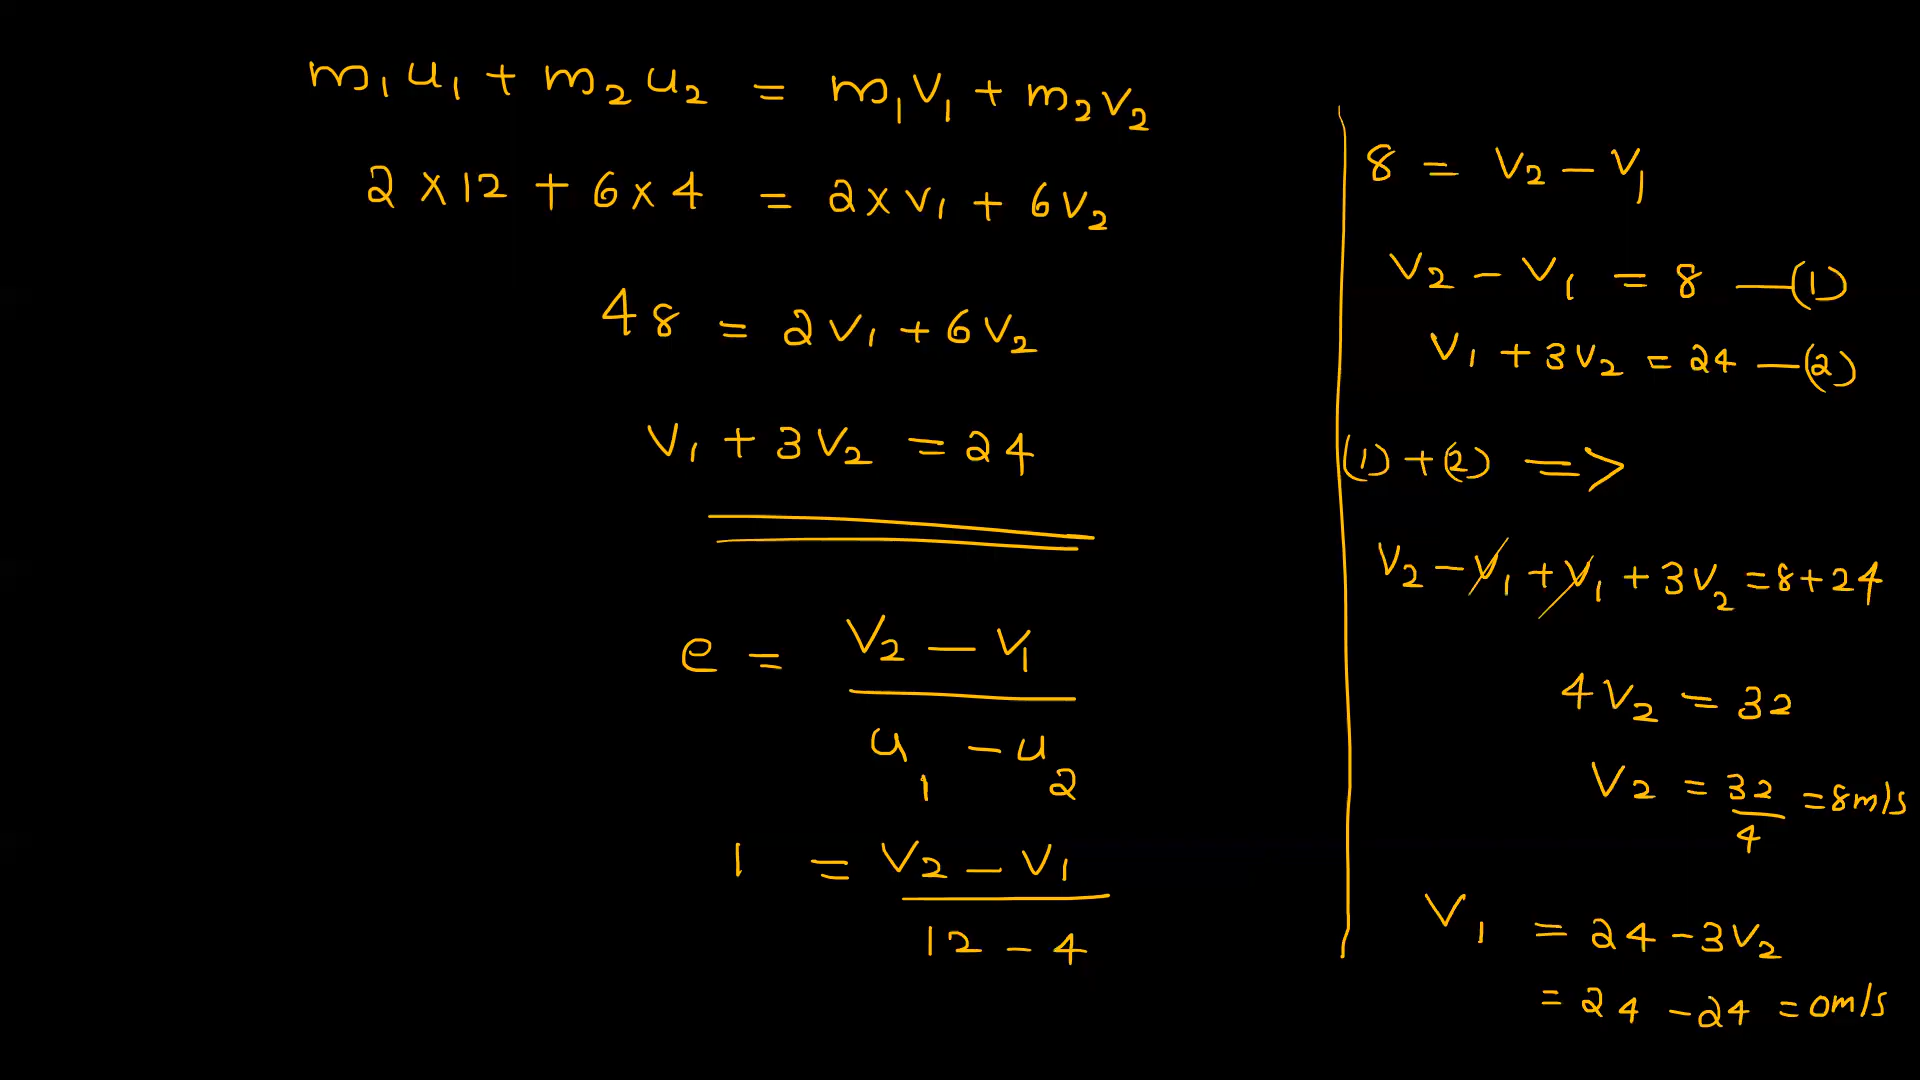 m₁u₁ + m₂u₂ = m₁v₁ + m₂v₂
2 × 12 + 6 × 4 = 2 × v₁ + 6v₂
48 = 2v₁ + 6v₂
v₁ + 3v₂ = 24
e = v₂ – v₁
u₁ – u₂
1 = v₂ – v₁
12 – 4
8 = v₂ – v₁
v₂ – v₁ = 8 —(1)
v₁ + 3v₂ = 24 —(2)
(1) + (2) =>
v₂ – v₁ + v₁ + 3v₂ = 8 + 24
4v₂ = 32
v₂ = 32 = 8m/s
4
v₁ = 24 – 3v₂
= 24 – 24 = 0m/s